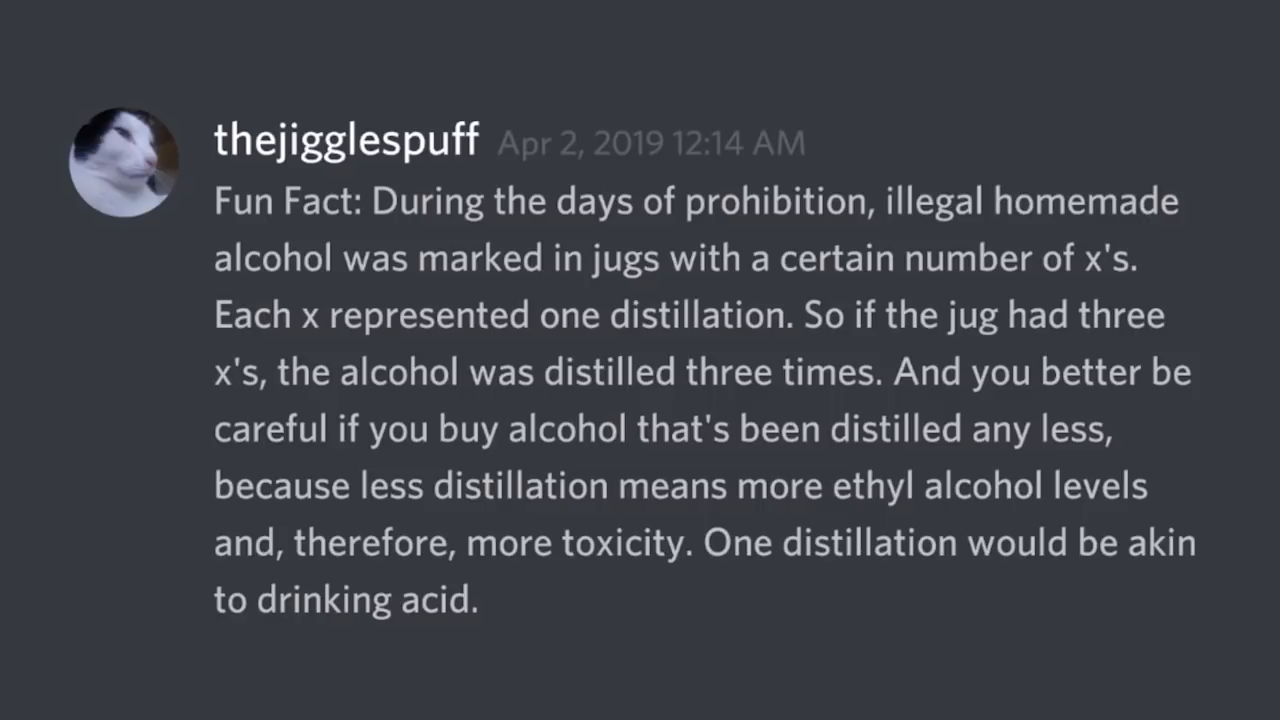 thejigglespuff Apr 2, 2019 12:14 AM
Fun Fact: During the days of prohibition, illegal homemade
alcohol was marked in jugs with a certain number of x's.
Each x represented one distillation. So if the jug had three
x's, the alcohol was distilled three times. And you better be
careful if you buy alcohol that's been distilled any less,
because less distillation means more ethyl alcohol levels
and, therefore, more toxicity. One distillation would be akin
to drinking acid.